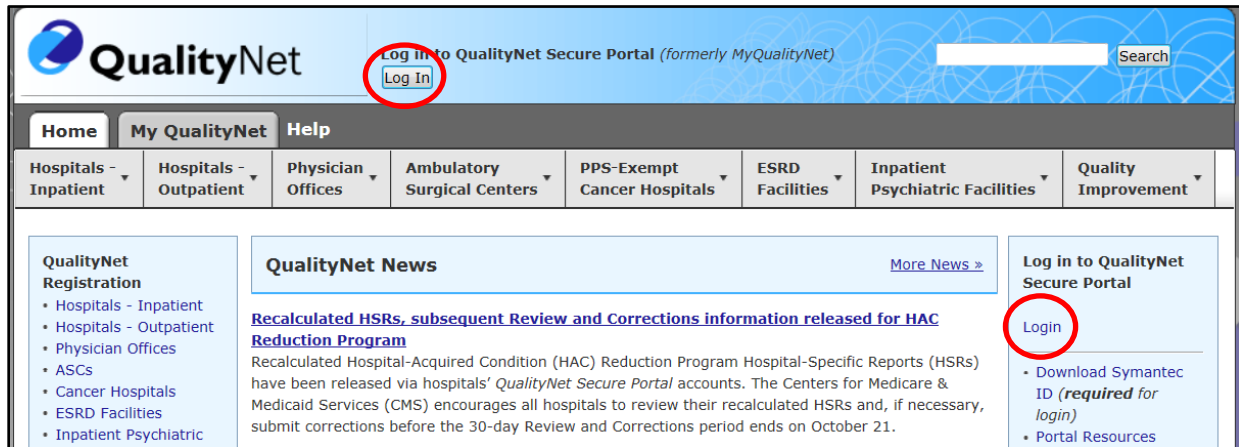 QualityNet
Log in to QualityNet Secure Portal (formerly MyQualityNet)
Log In
Search
Home
My QualityNet
Help
Hospitals -
Inpatient
Hospitals -
Outpatient
Physician
Offices
Ambulatory
Surgical Centers
PPS-Exempt
Cancer Hospitals
ESRD
Facilities
Inpatient
Psychiatric Facilities
Quality
Improvement
QualityNet
Registration
• Hospitals - Inpatient
• Hospitals - Outpatient
• Physician Offices
• ASCs
• Cancer Hospitals
• ESRD Facilities
• Inpatient Psychiatric
QualityNet News
More News »
Recalculated HSRs, subsequent Review and Corrections information released for HAC
Reduction Program
Recalculated Hospital-Acquired Condition (HAC) Reduction Program Hospital-Specific Reports (HSRs)
have been released via hospitals' QualityNet Secure Portal accounts. The Centers for Medicare &
Medicaid Services (CMS) encourages all hospitals to review their recalculated HSRs and, if necessary,
submit corrections before the 30-day Review and Corrections period ends on October 21.
Log in to QualityNet
Secure Portal
Login
• Download Symantec
ID (required for
login)
• Portal Resources